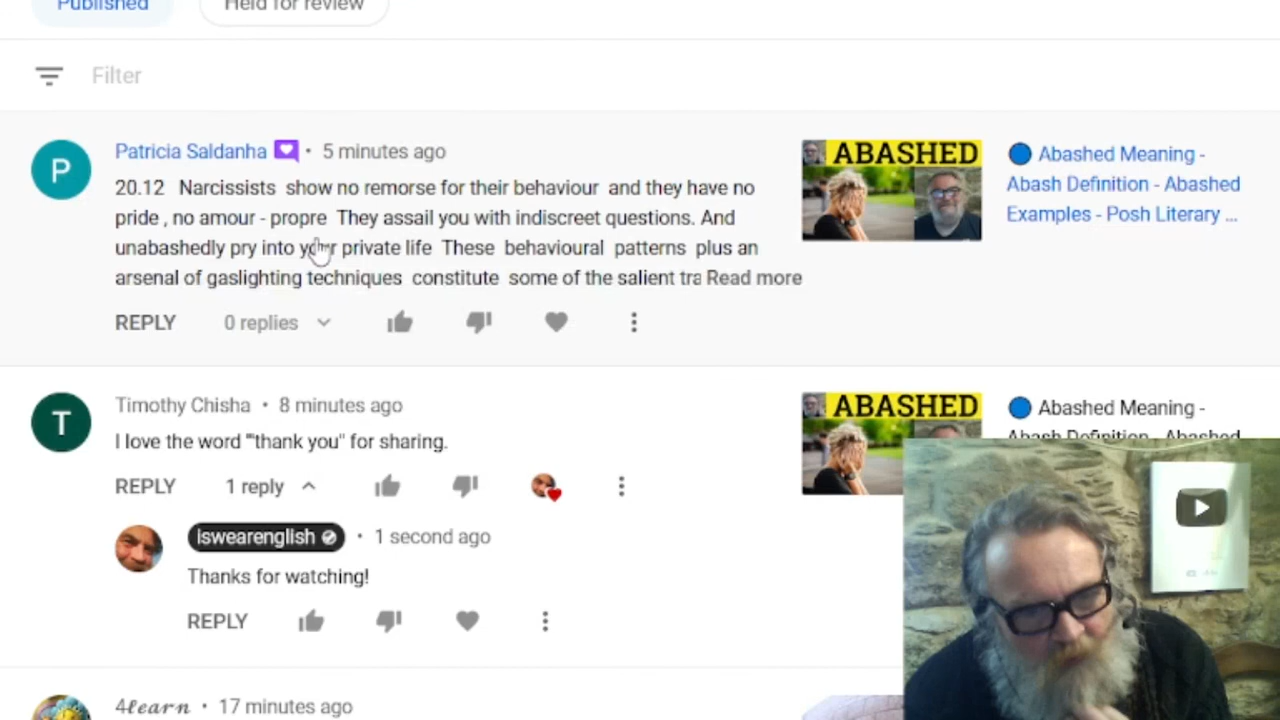 Published
Held for review
Filter
P
Patricia Saldanha • 5 minutes ago
20.12 Narcissists show no remorse for their behaviour and they have no
pride , no amour - propre They assail you with indiscreet questions. And
unabashedly pry into your private life These behavioural patterns plus an
arsenal of gaslighting techniques constitute some of the salient tra Read more
REPLY 0 replies
ABASHED
Abashed Meaning -
Abash Definition - Abashed
Examples - Posh Literary ...
T
Timothy Chisha • 8 minutes ago
I love the word "'thank you" for sharing.
REPLY 1 reply
ABASHED
Abashed Meaning -
Abash Definition - Abashed
iswearenglish • 1 second ago
Thanks for watching!
REPLY
4learn • 17 minutes ago